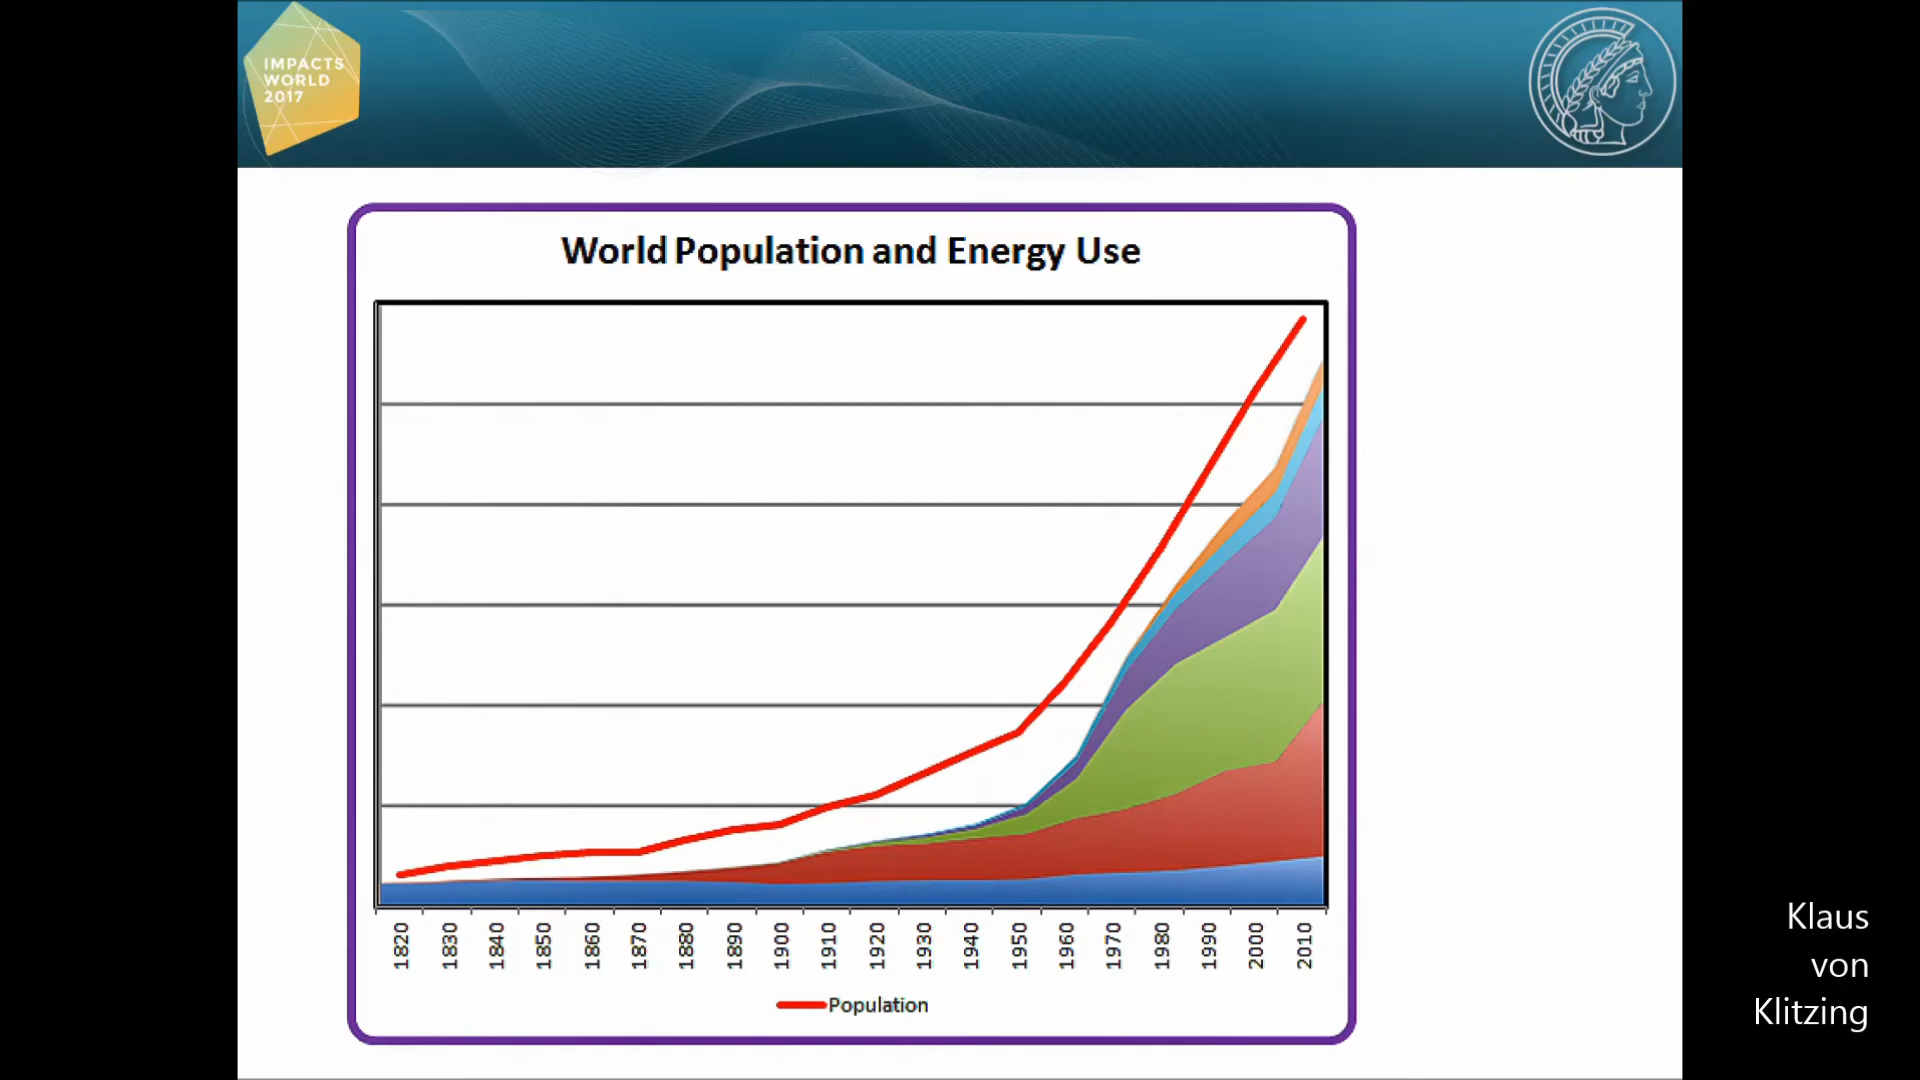 IMPACTS
WORLD
2017
World Population and Energy Use
1820 1830 1840 1850 1860 1870 1880 1890 1900 1910 1920 1930 1940 1950 1960 1970 1980 1990 2000 2010
Population
Klaus
von
Klitzing